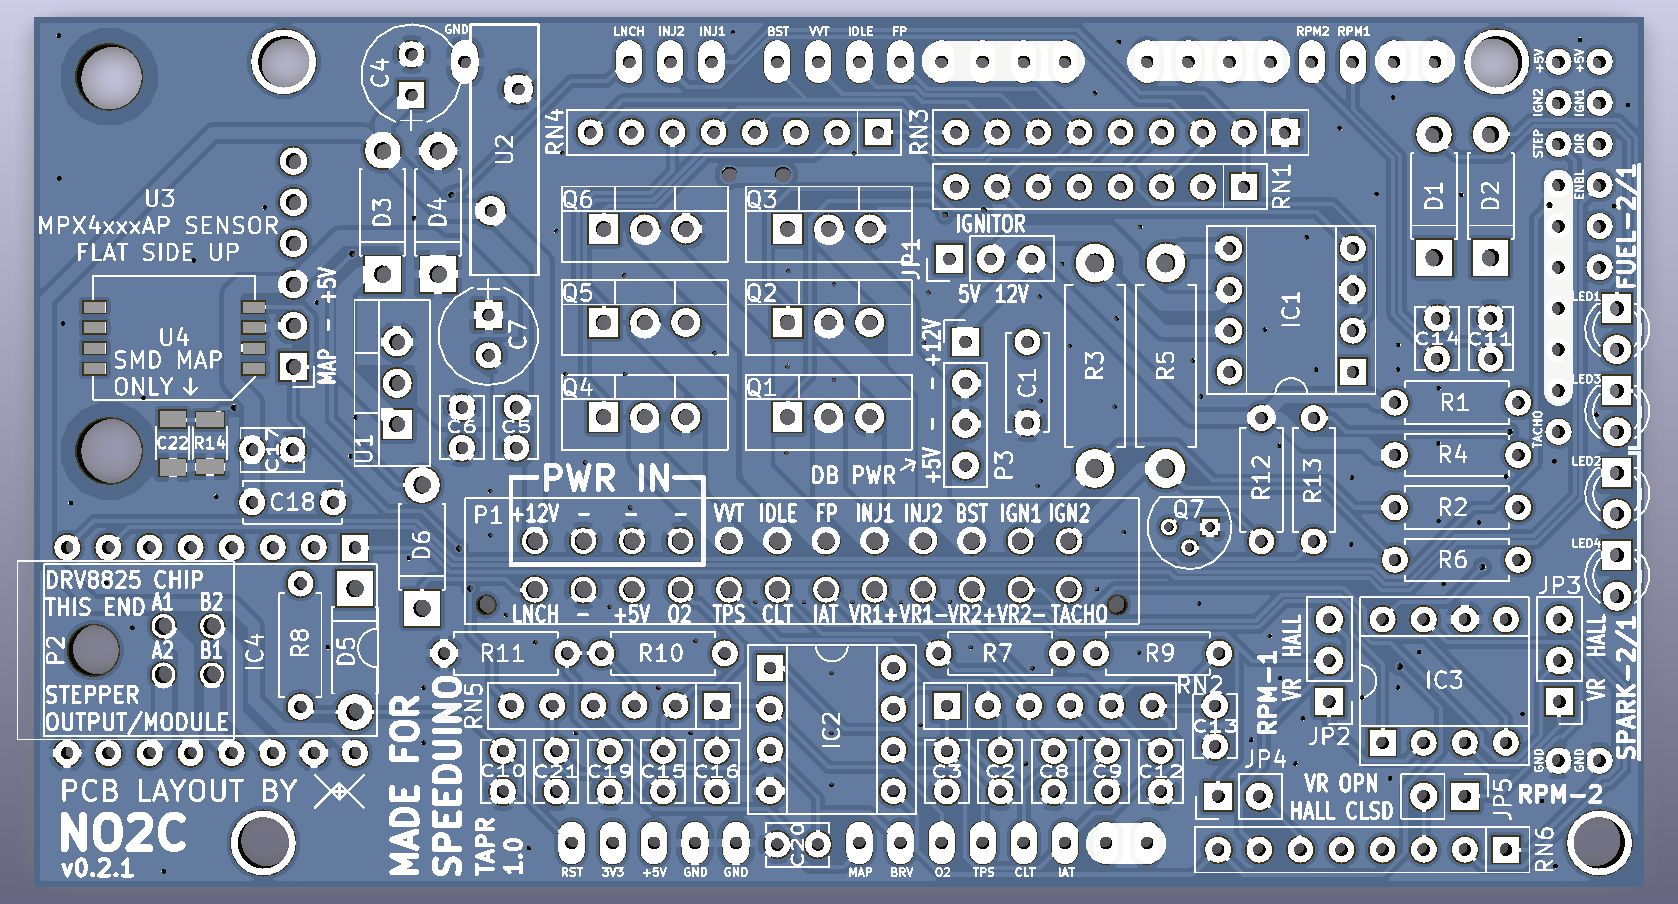 GND
LNCH INJ2 INJ1
BST VVT IDLE FP
RPM2 RPM1
+5V +5V
IGN2 IGN1
STEP DIR
ENBL
C4
U2
RN4
RN3
RN1
D3
D4
D1
D2
FUEL-2/1
U3
MPX4xxxAP SENSOR
FLAT SIDE UP
Q6
Q3
IGNITOR
JP1
5V 12V
Q5
Q2
IC1
LED1
MAP - +5V
U4
SMD MAP
ONLY
C7
+5V - - +12V
C1
R3
R5
C14
C11
Q4
Q1
LED3
R1
C22
R14
C17
U1
C6
C5
TACHO
R4
LED2
PWR IN
DB PWR
P3
R12
R13
C18
R2
P1
+12V - - - VVT IDLE FP INJ1 INJ2 BST IGN1 IGN2
Q7
D6
LED4
R6
LNCH - +5V O2 TPS CLT IAT VR1+ VR1- VR2+ VR2- TACHO
DRV8825 CHIP
THIS END
A1 B2
A2 B1
P2
STEPPER
OUTPUT/MODULE
IC4
R8
D5
R11
R10
R7
R9
JP3
VR HALL
VR HALL
RPM-1
IC3
JP2
RN5
IC2
RN2
C13
SPARK-2/1
C10
C21
C19
C15
C16
C3
C2
C8
C9
C12
JP4
GND GND
VR OPN
HALL CLSD
JP5
RPM-2
PCB LAYOUT BY
NO2C
v0.2.1
MADE FOR
SPEEDUINO
TAPR
1.0
C20
RN6
RST 3V3 +5V GND GND
MAP BRV O2 TPS CLT IAT